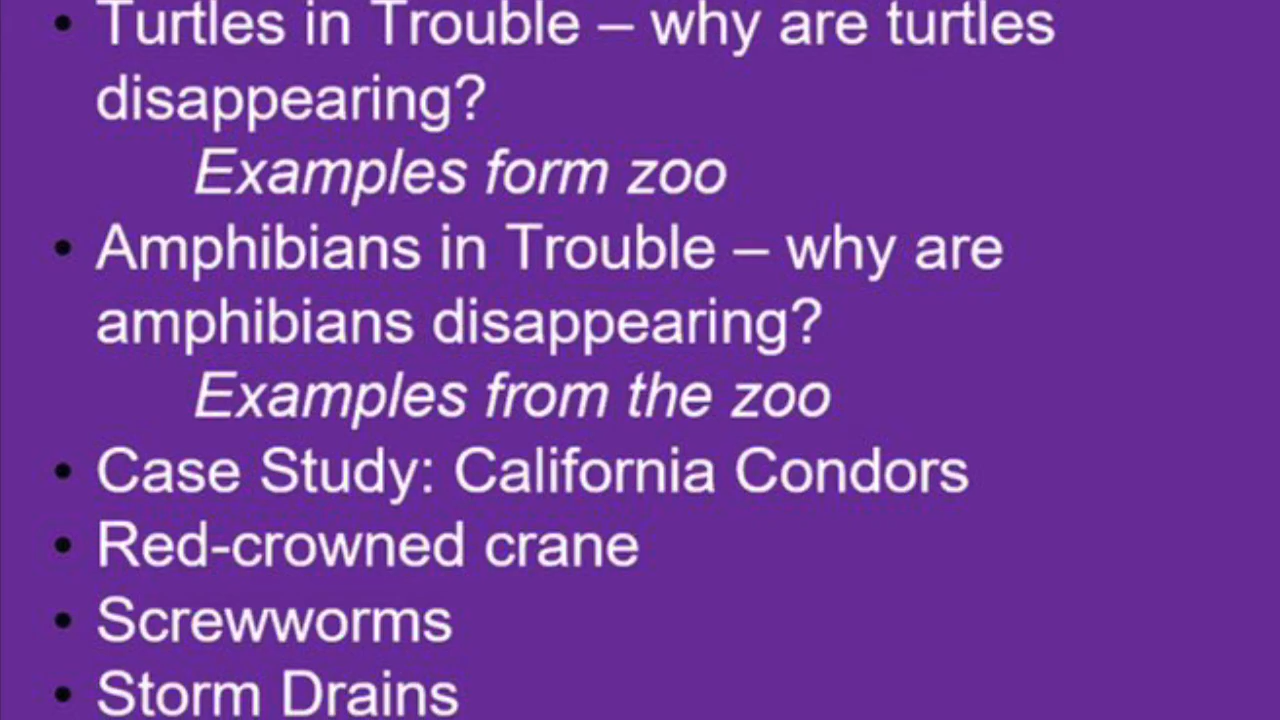 • Turtles in Trouble – why are turtles
disappearing?
Examples form zoo
• Amphibians in Trouble – why are
amphibians disappearing?
Examples from the zoo
• Case Study: California Condors
• Red-crowned crane
• Screwworms
• Storm Drains